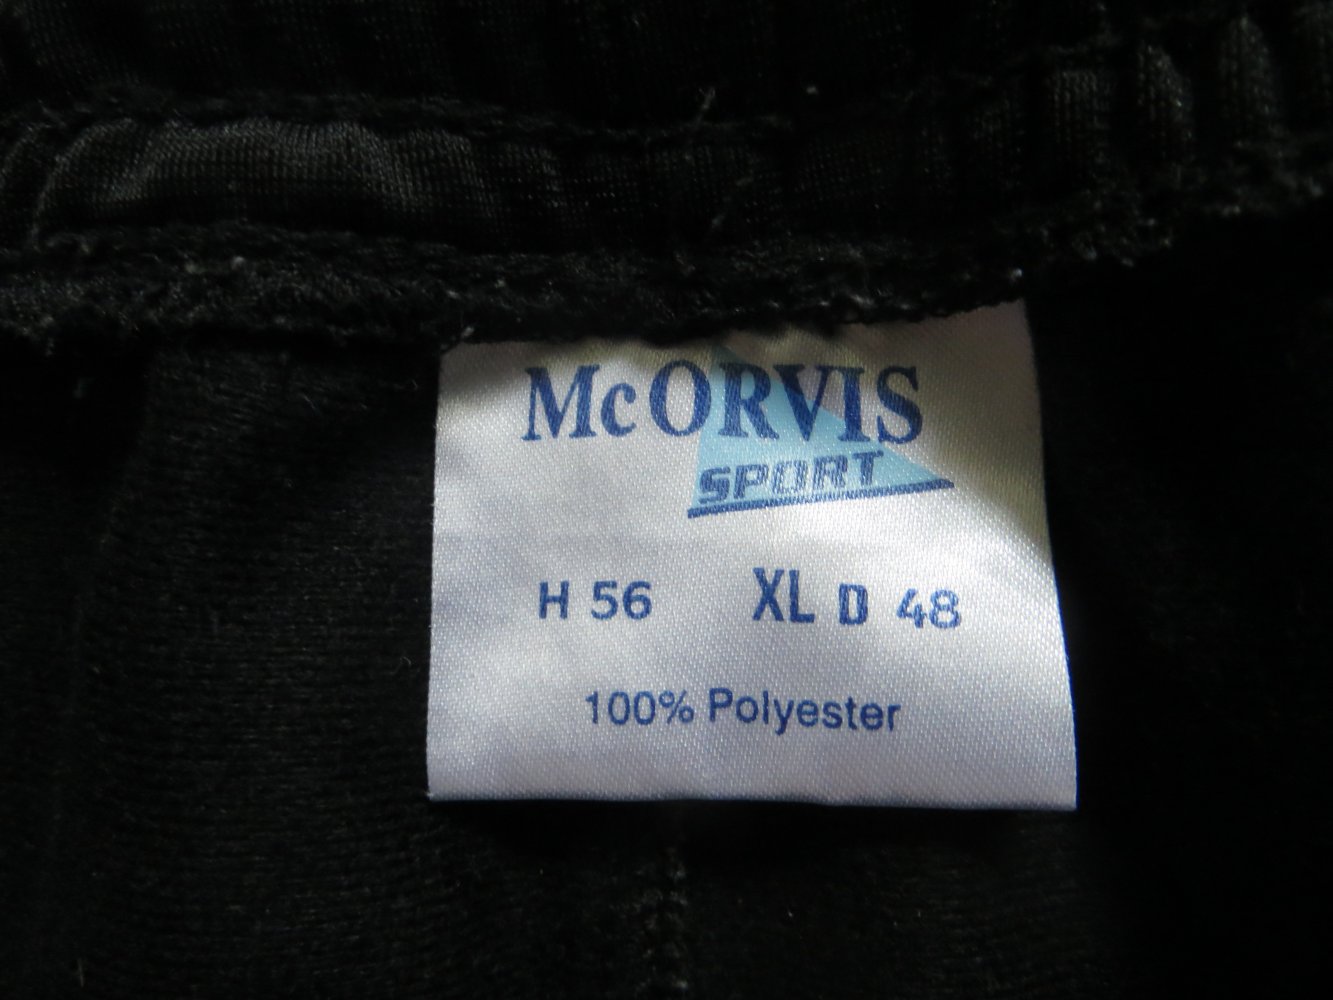 McORVIS
SPORT
H 56 XL D 48
100% Polyester